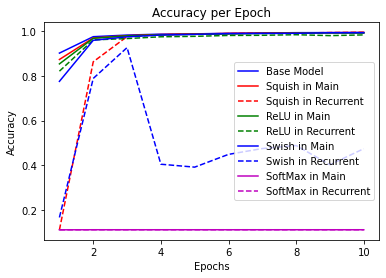 Accuracy per Epoch
1.0
0.8
0.6
0.4
0.2
Accuracy
Base Model
Squish in Main
Squish in Recurrent
ReLU in Main
ReLU in Recurrent
Swish in Main
Swish in Recurrent
SoftMax in Main
SoftMax in Recurrent
2
4
6
8
10
Epochs